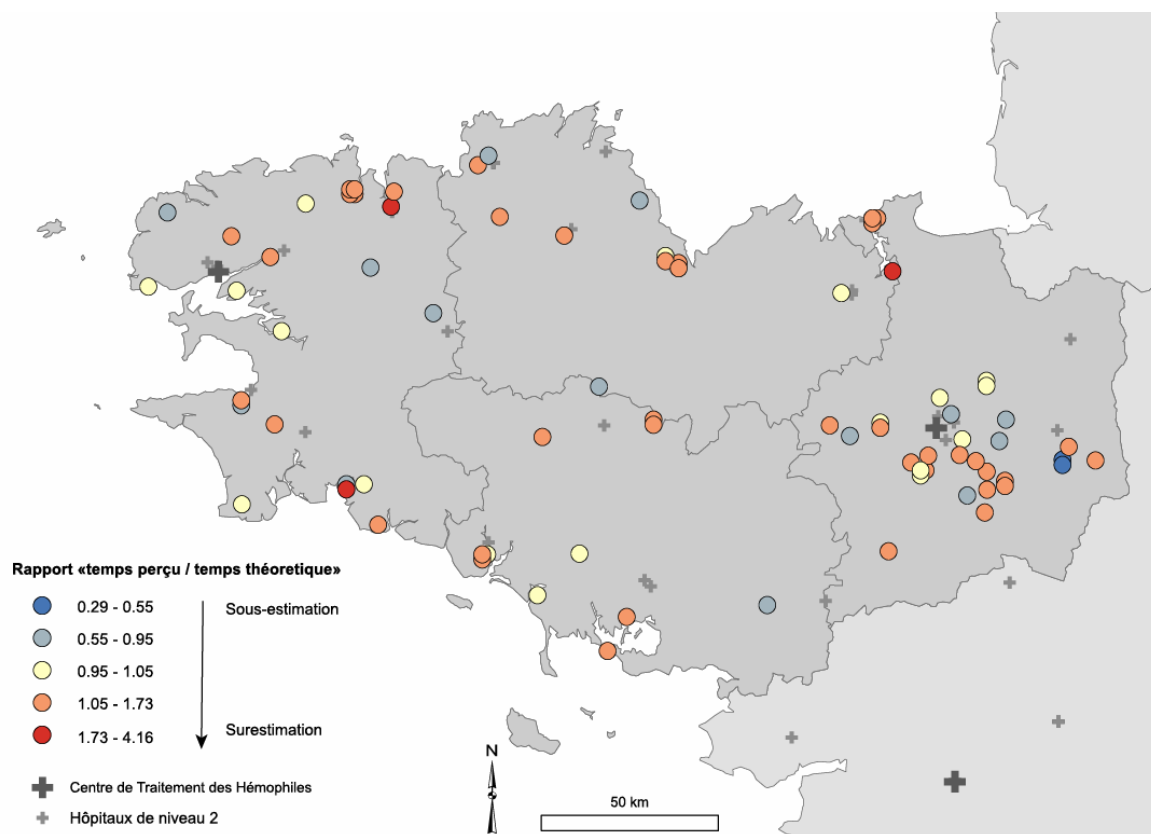 Rapport «temps perçu / temps théoretique»
0.29 - 0.55
Sous-estimation
0.55 - 0.95
0.95 - 1.05
1.05 - 1.73
1.73 - 4.16
Surestimation
Centre de Traitement des Hémophiles
Hôpitaux de niveau 2
N
50 km